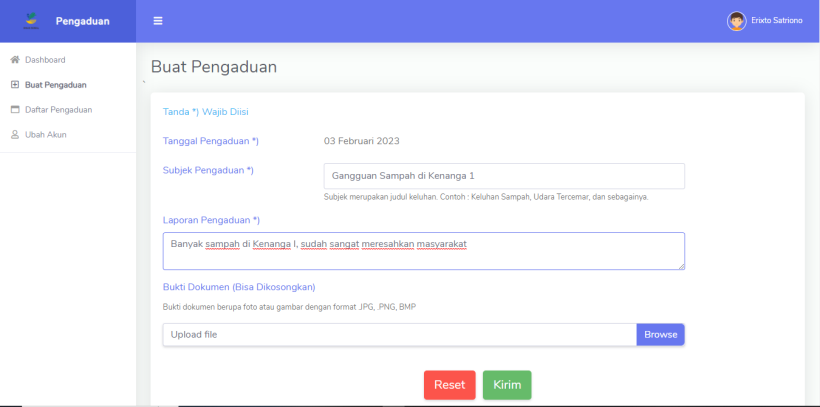 Pengaduan
Erixto Satriono
Dashboard
Buat Pengaduan
Daftar Pengaduan
Ubah Akun
Buat Pengaduan
Tanda *) Wajib Diisi
Tanggal Pengaduan *)
03 Februari 2023
Subjek Pengaduan *)
Gangguan Sampah di Kenanga 1
Subjek merupakan judul keluhan. Contoh : Keluhan Sampah, Udara Tercemar, dan sebagainya.
Laporan Pengaduan *)
Banyak sampah di Kenanga I, sudah sangat meresahkan masyarakat
Bukti Dokumen (Bisa Dikosongkan)
Bukti dokumen berupa foto atau gambar dengan format .JPG, .PNG, BMP
Upload file
Browse
Reset
Kirim